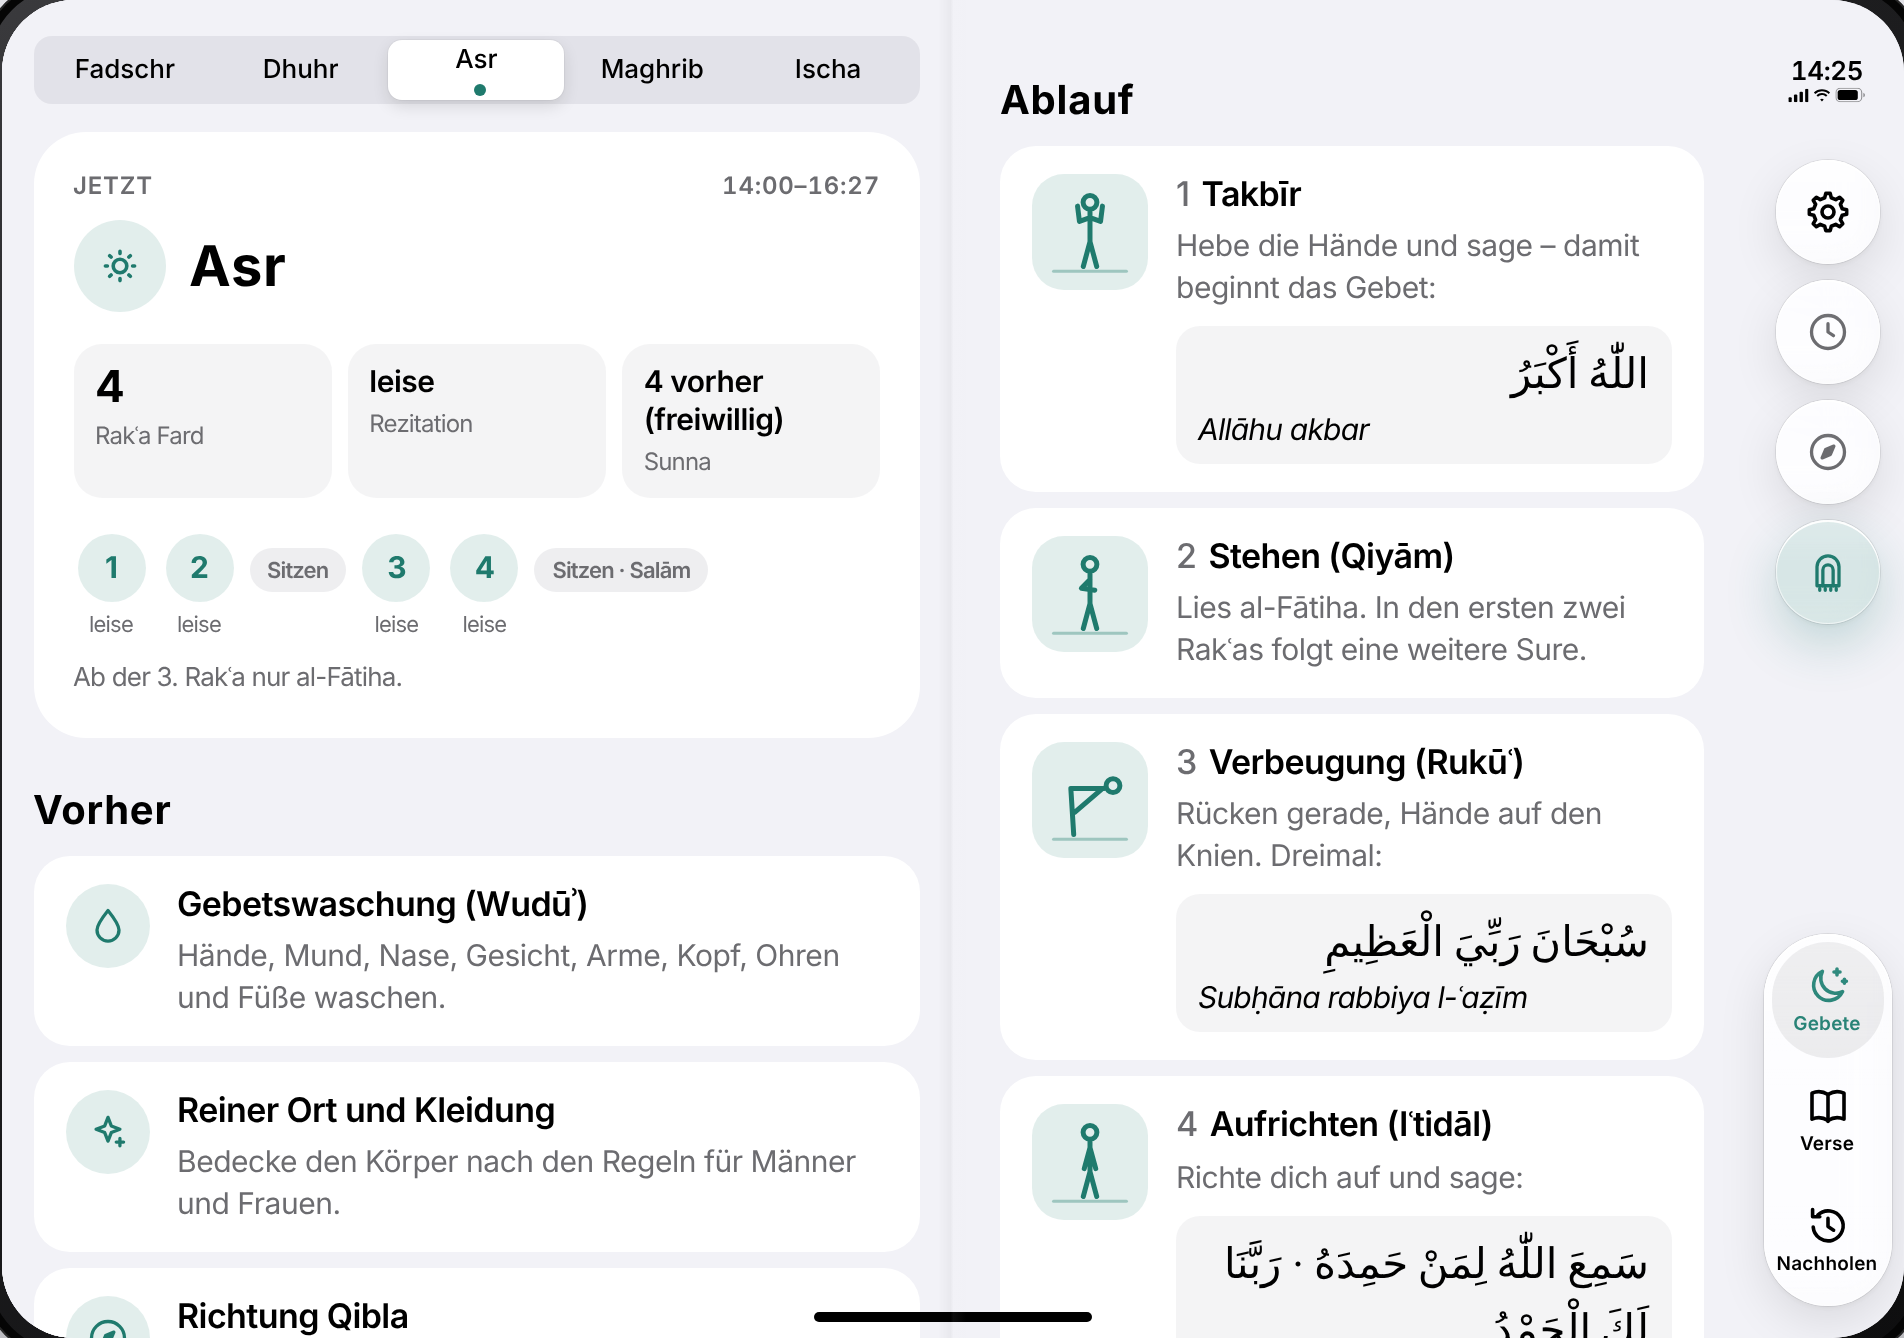 Fadschr
Dhuhr
Asr
Maghrib
Ischa
JETZT
14:00–16:27
Asr
4
Rakʿa Fard
leise
Rezitation
4 vorher
(freiwillig)
Sunna
1
2
Sitzen
3
4
Sitzen · Salām
leise
leise
leise
leise
Ab der 3. Rakʿa nur al-Fātiha.
Vorher
Gebetswaschung (Wudūʾ)
Hände, Mund, Nase, Gesicht, Arme, Kopf, Ohren
und Füße waschen.
Reiner Ort und Kleidung
Bedecke den Körper nach den Regeln für Männer
und Frauen.
Richtung Qibla
Ablauf
1 Takbīr
Hebe die Hände und sage – damit
beginnt das Gebet:
اللّٰهُ أَكْبَرُ
Allāhu akbar
2 Stehen (Qiyām)
Lies al-Fātiha. In den ersten zwei
Rakʿas folgt eine weitere Sure.
3 Verbeugung (Rukūʿ)
Rücken gerade, Hände auf den
Knien. Dreimal:
سُبْحَانَ رَبِّيَ الْعَظِيمِ
Subḥāna rabbiya l-ʿaẓīm
4 Aufrichten (Iʿtidāl)
Richte dich auf und sage:
سَمِعَ اللّٰهُ لِمَنْ حَمِدَهُ · رَبَّنَا
لَكَ الْحَمْدُ
14:25
Gebete
Verse
Nachholen